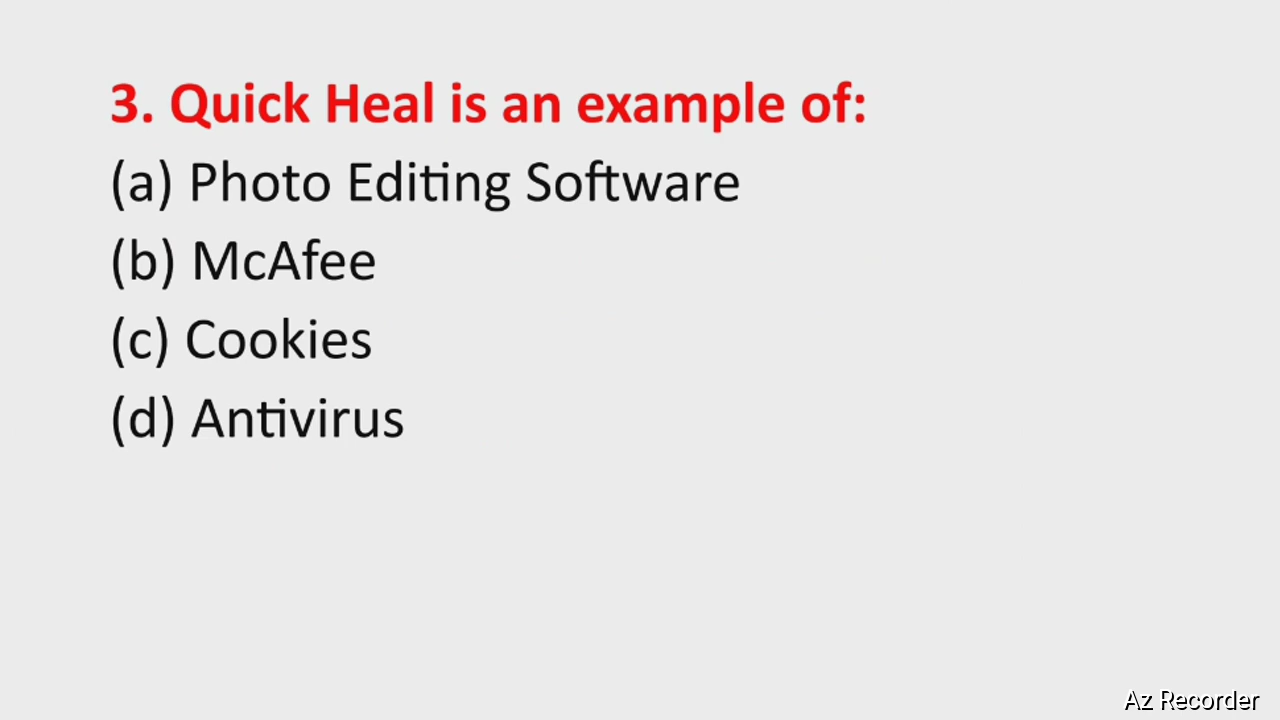 3. Quick Heal is an example of:
(a) Photo Editing Software
(b) McAfee
(c) Cookies
(d) Antivirus
Az Recorder